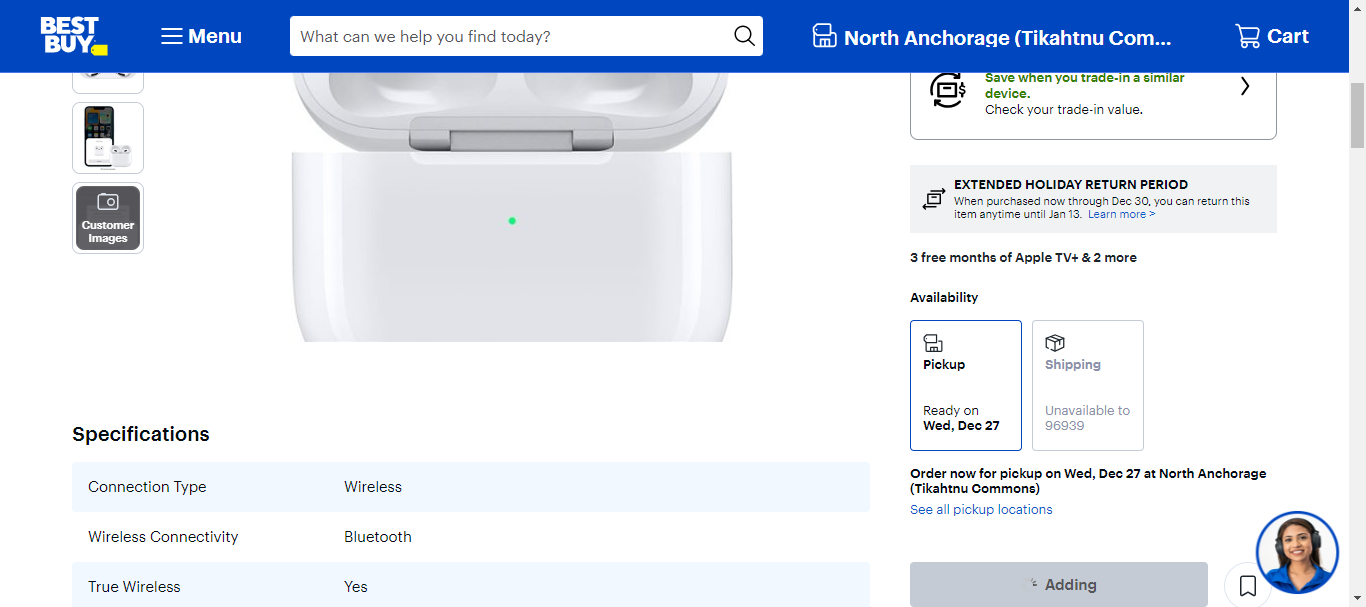 BEST
BUY
Menu
What can we help you find today?
North Anchorage (Tikahtnu Com...
Cart
Save when you trade-in a similar
device.
Check your trade-in value.
Customer
Images
EXTENDED HOLIDAY RETURN PERIOD
When purchased now through Dec 30, you can return this
item anytime until Jan 13. Learn more >
3 free months of Apple TV+ & 2 more
Availability
Pickup
Ready on
Wed, Dec 27
Shipping
Unavailable to
96939
Order now for pickup on Wed, Dec 27 at North Anchorage
(Tikahtnu Commons)
See all pickup locations
Adding
Specifications
Connection Type Wireless
Wireless Connectivity Bluetooth
True Wireless Yes